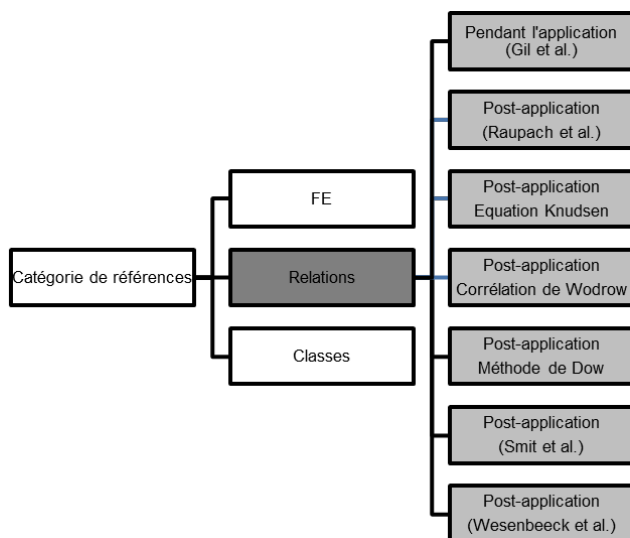 Catégorie de références
FE
Relations
Classes
Pendant l'application
(Gil et al.)
Post-application
(Raupach et al.)
Post-application
Equation Knudsen
Post-application
Corrélation de Wodrow
Post-application
Méthode de Dow
Post-application
(Smit et al.)
Post-application
(Wesenbeeck et al.)